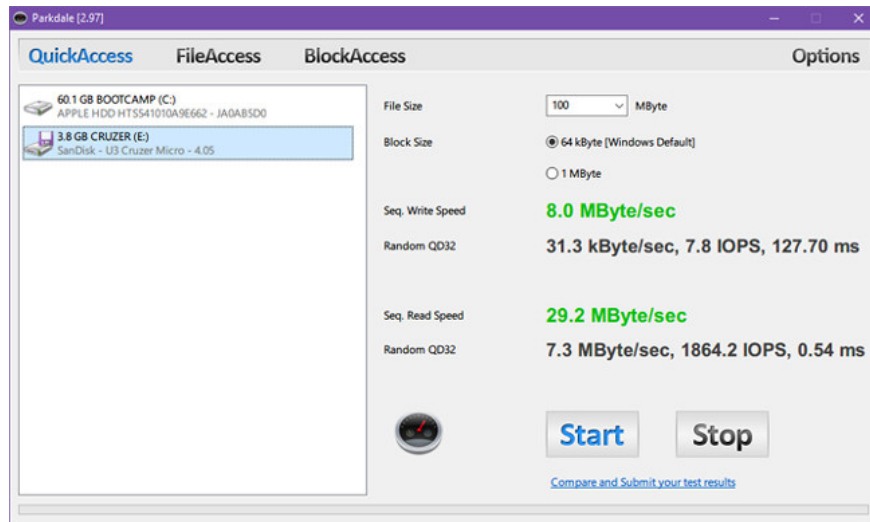 Parkdale [2.97]
QuickAccess FileAccess BlockAccess Options
60.1 GB BOOTCAMP (C:)
APPLE HDD HTS541010A9E662 - JA0AB5D0
3.8 GB CRUZER (E:)
SanDisk - U3 Cruzer Micro - 4.05
File Size 100 MByte
Block Size 64 kByte [Windows Default]
1 MByte
Seq. Write Speed 8.0 MByte/sec
Random QD32 31.3 kByte/sec, 7.8 IOPS, 127.70 ms
Seq. Read Speed 29.2 MByte/sec
Random QD32 7.3 MByte/sec, 1864.2 IOPS, 0.54 ms
Start Stop
Compare and Submit your test results